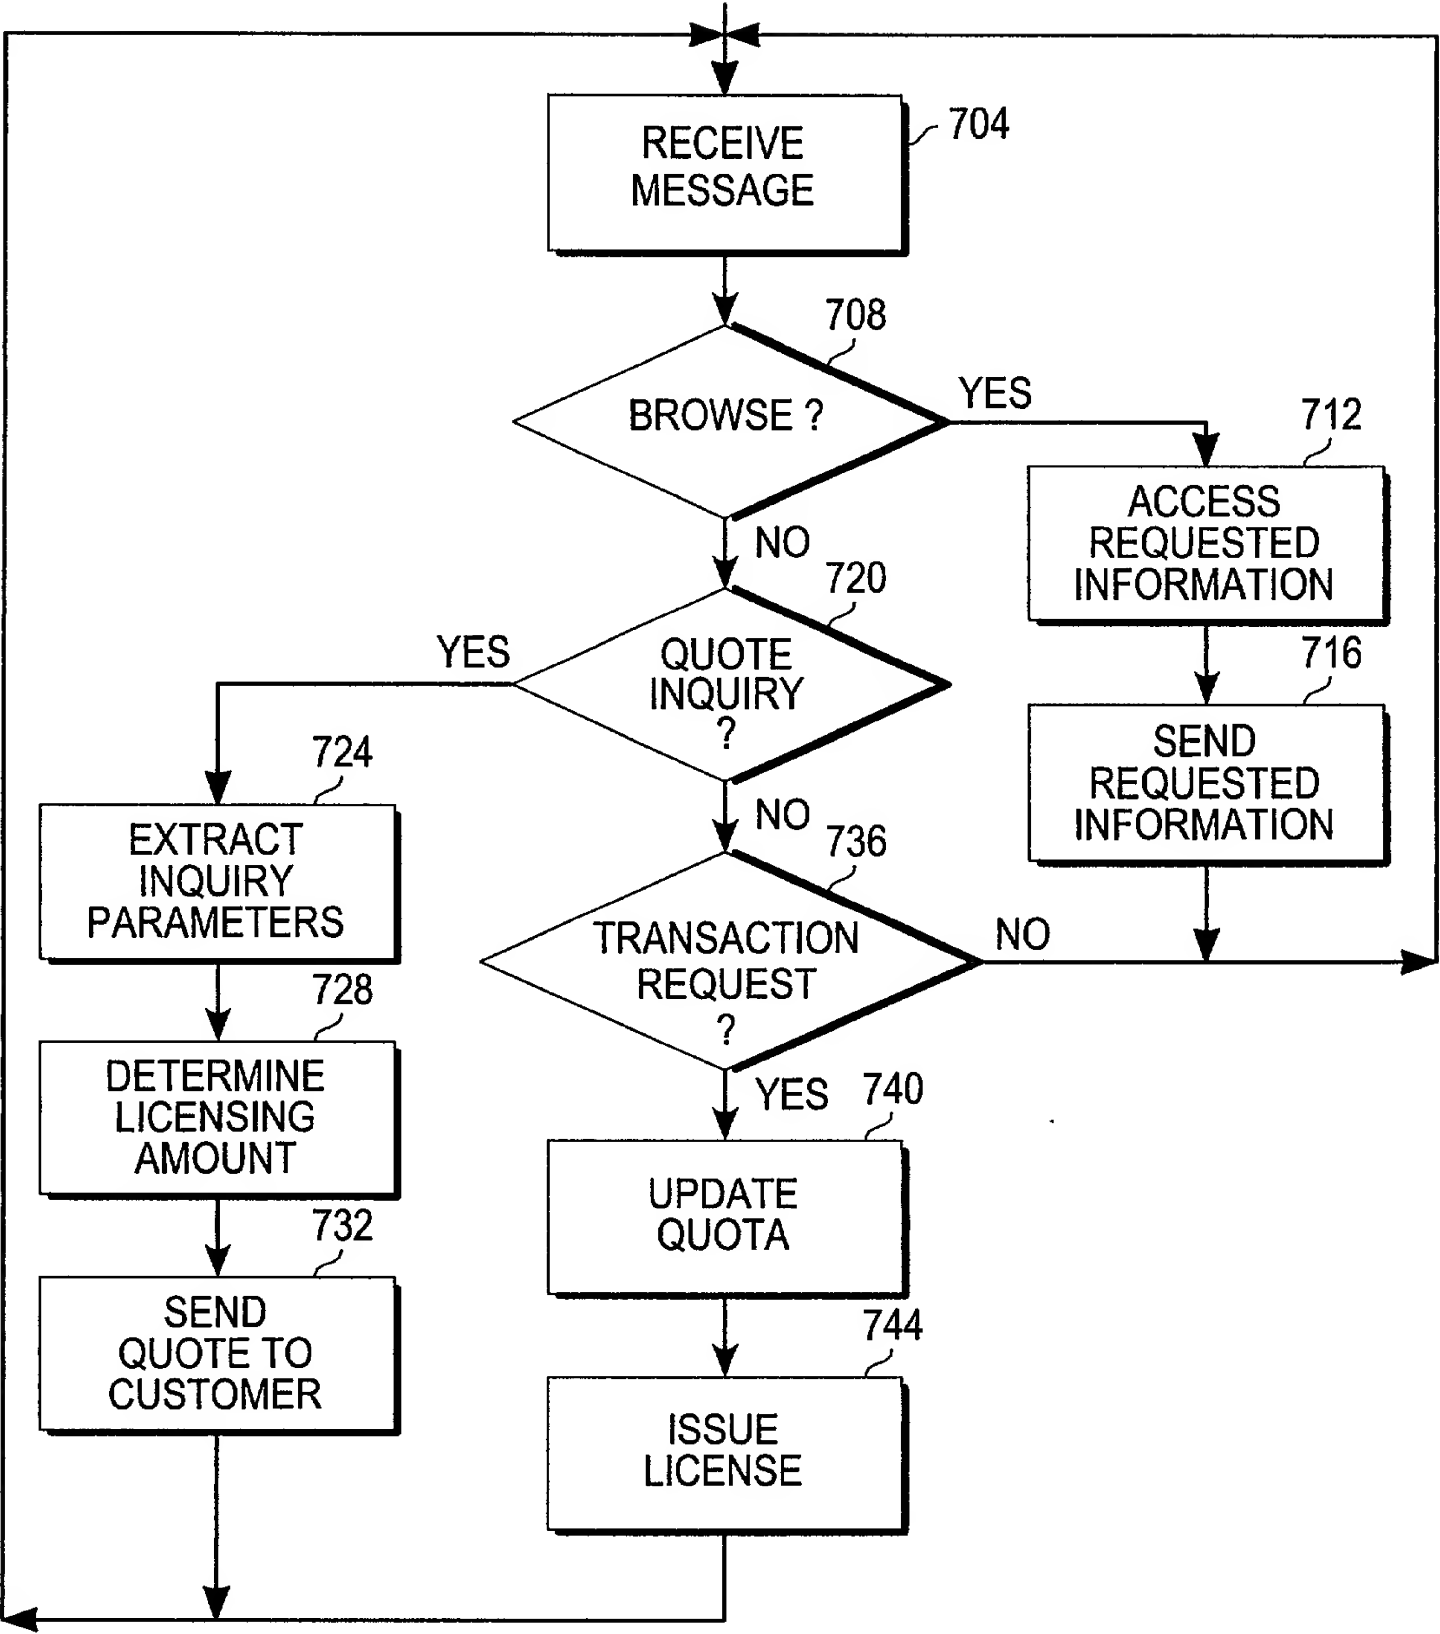 704
RECEIVE
MESSAGE
708
BROWSE ?
YES
712
ACCESS
REQUESTED
INFORMATION
NO
720
YES
QUOTE
INQUIRY
?
716
SEND
REQUESTED
INFORMATION
724
EXTRACT
INQUIRY
PARAMETERS
NO
736
TRANSACTION
REQUEST
?
NO
728
DETERMINE
LICENSING
AMOUNT
YES
740
UPDATE
QUOTA
732
SEND
QUOTE TO
CUSTOMER
744
ISSUE
LICENSE